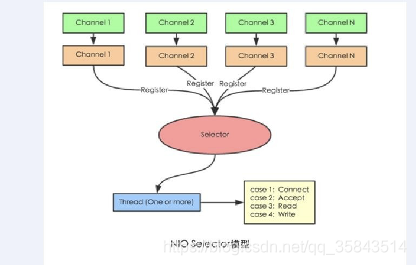 Channel 1
Channel 2
Channel 3
Channel N
Channel 1
Channel 2
Channel 3
Channel N
Register
Register
Register
Register
Selector
Thread (One or more)
case 1: Connect
case 2: Accept
case 3: Read
case 4: Write
NIO Selector模型
https://blog.csdn.net/qq_35843514